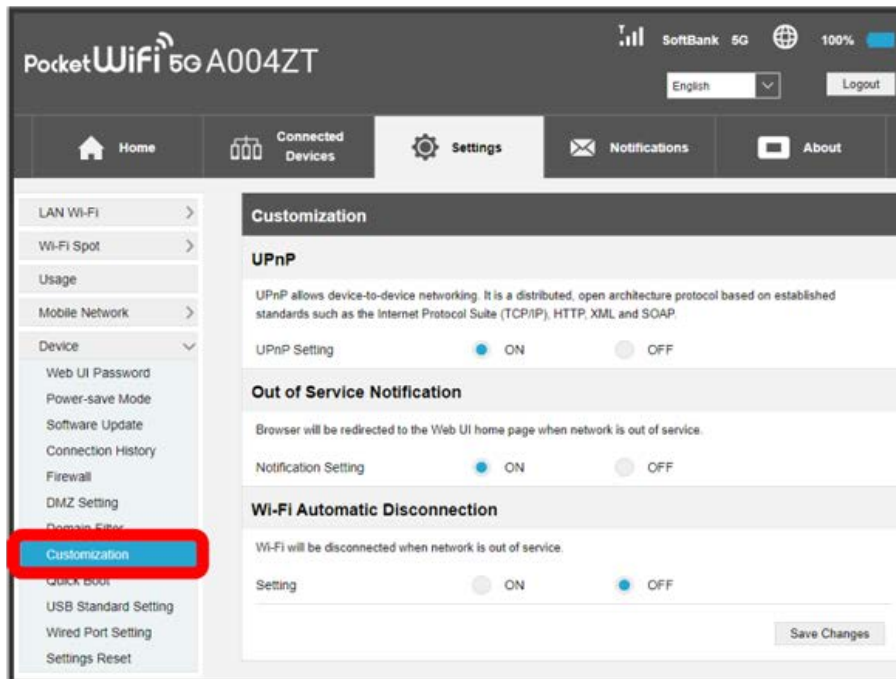 SoftBank 5G 100%
Pocket WiFi 5G A004ZT
English Logout
Home Connected Devices Settings Notifications About
LAN Wi-Fi
Wi-Fi Spot
Usage
Mobile Network
Device
Web UI Password
Power-save Mode
Software Update
Connection History
Firewall
DMZ Setting
Domain Filter
Customization
Quick Boot
USB Standard Setting
Wired Port Setting
Settings Reset
Customization
UPnP
UPnP allows device-to-device networking. It is a distributed, open architecture protocol based on established
standards such as the Internet Protocol Suite (TCP/IP), HTTP, XML and SOAP.
UPnP Setting ON OFF
Out of Service Notification
Browser will be redirected to the Web UI home page when network is out of service.
Notification Setting ON OFF
Wi-Fi Automatic Disconnection
Wi-Fi will be disconnected when network is out of service.
Setting ON OFF
Save Changes